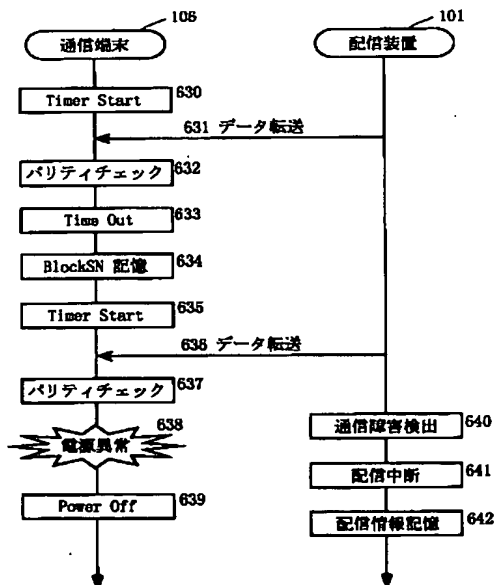 106
通信端末
101
配信装置
Timer Start 630
631 データ転送
パリティチェック 632
Time Out 633
BlockSN 記憶 634
Timer Start 635
636 データ転送
パリティチェック 637
電源異常 638
通信障害検出 640
配信中断 641
Power Off 639
配信情報記憶 642